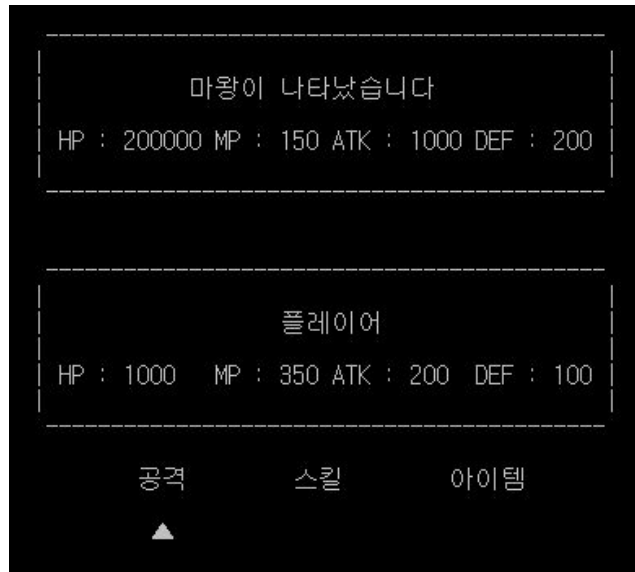 마왕이 나타났습니다
HP : 200000 MP : 150 ATK : 1000 DEF : 200
플레이어
HP : 1000 MP : 350 ATK : 200 DEF : 100
공격 스킬 아이템
▲